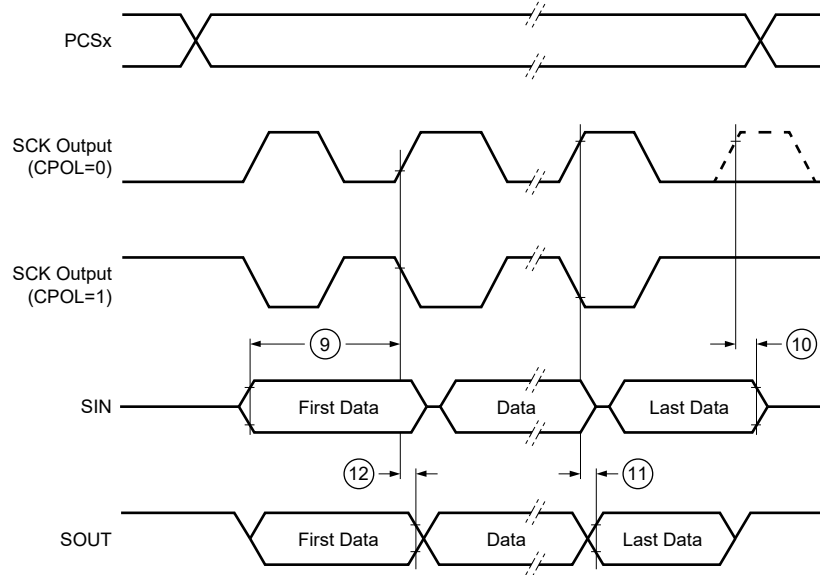 PCSx
SCK Output
(CPOL=0)
SCK Output
(CPOL=1)
9
10
SIN
First Data
Data
Last Data
12
11
SOUT
First Data
Data
Last Data